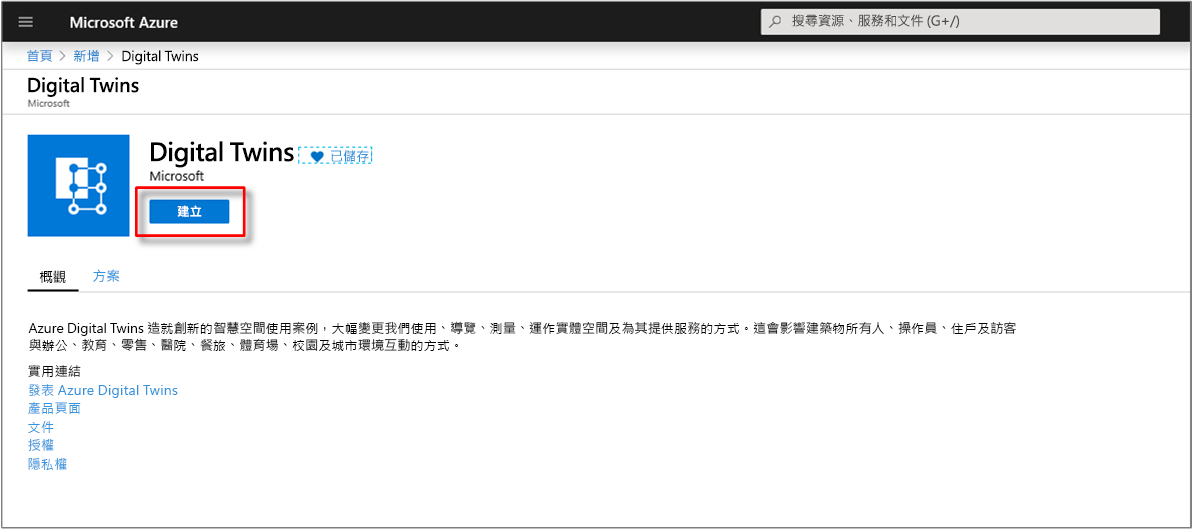 Microsoft Azure
搜尋資源、服務和文件 (G+/)
首頁 > 新增 > Digital Twins
Digital Twins
Microsoft
Digital Twins 已儲存
Microsoft
建立
概觀 方案
Azure Digital Twins 造就創新的智慧空間使用案例，大幅變更我們使用、導覽、測量、運作實體空間及為其提供服務的方式。這會影響建築物所有人、操作員、住戶及訪客
與辦公、教育、零售、醫院、餐旅、體育場、校園及城市環境互動的方式。
實用連結
發表 Azure Digital Twins
產品頁面
文件
授權
隱私權